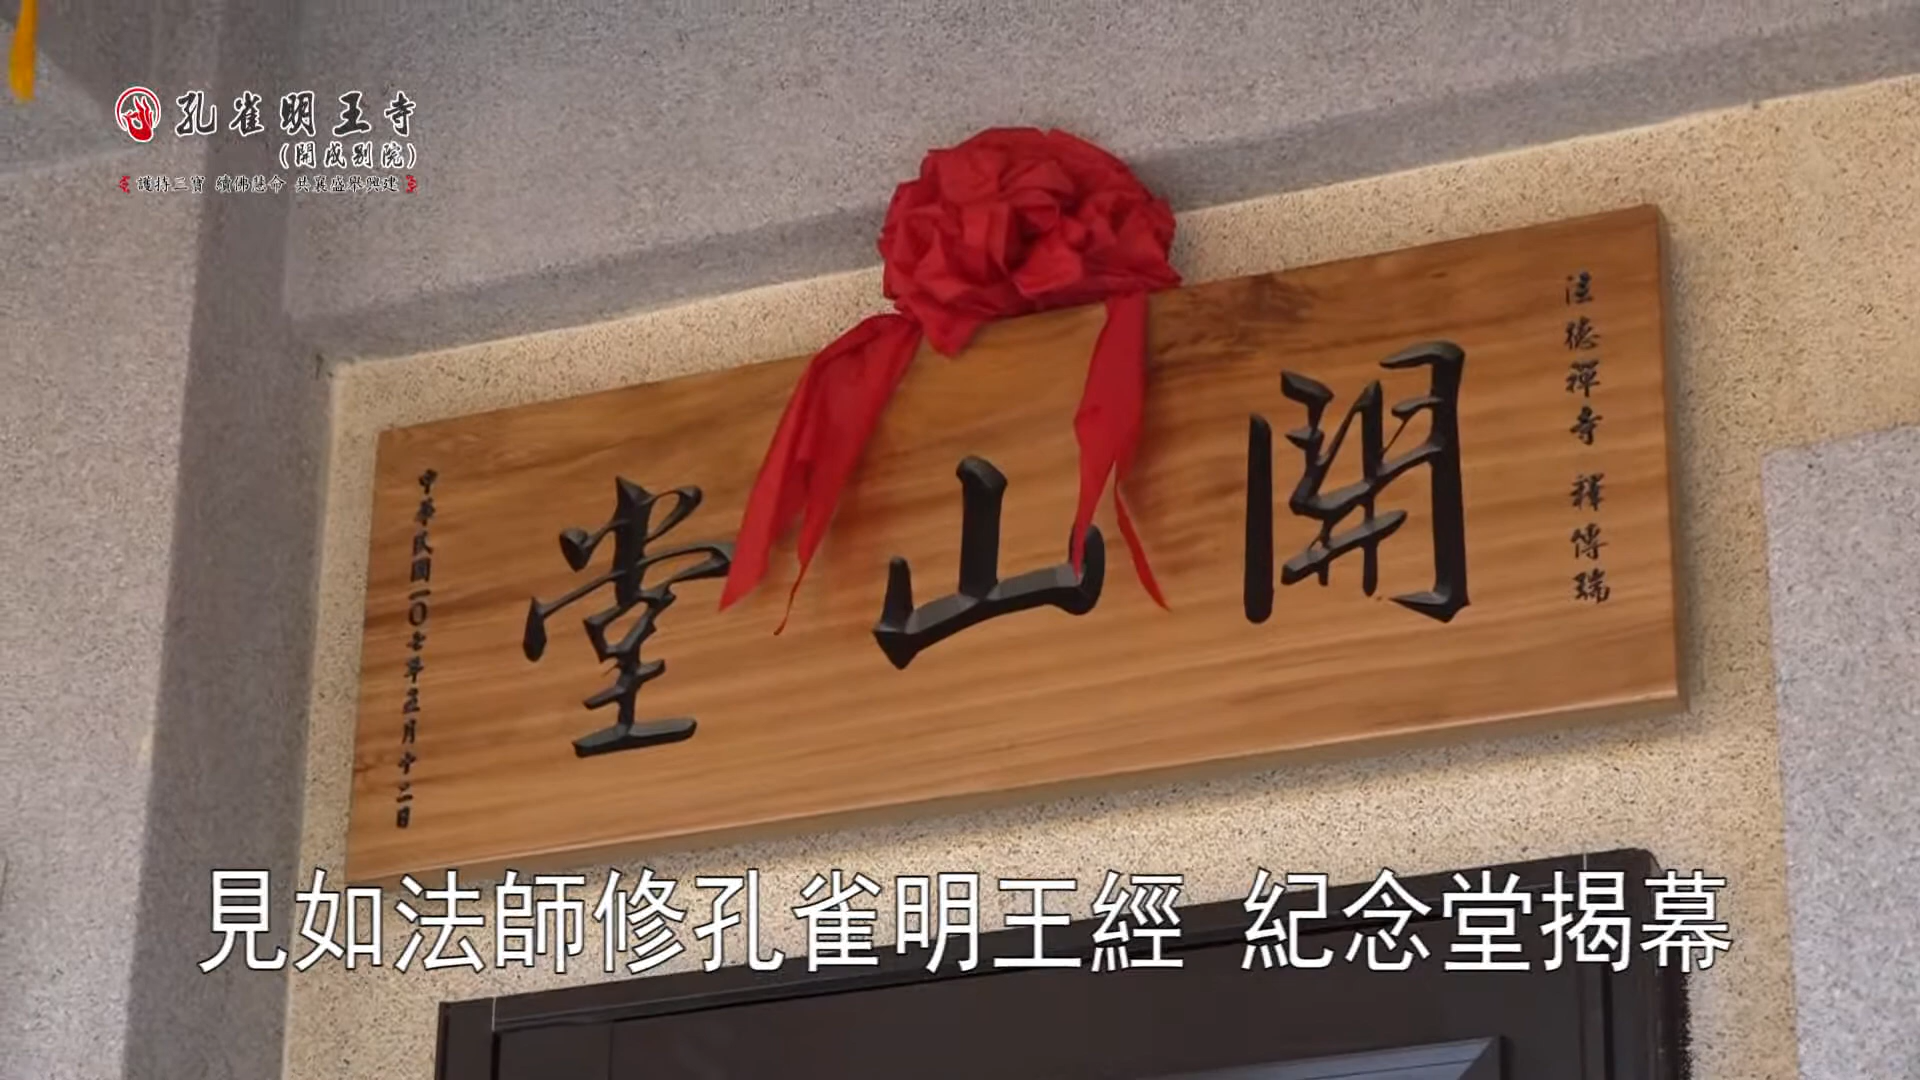 孔雀明王寺
(開成別院)
護持三寶 續佛慧命 共襄盛舉興建
法德禪寺 釋傳瑞
開山堂
中華民國一〇七年五月十二日
見如法師修孔雀明王經 紀念堂揭幕